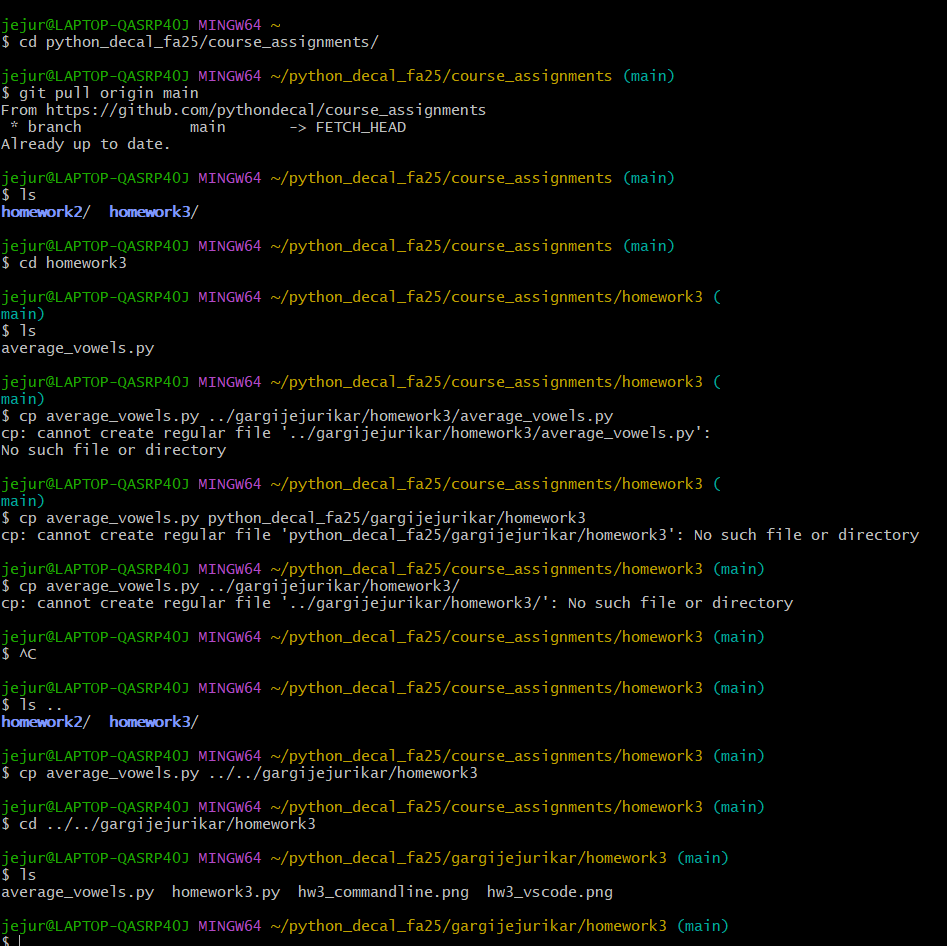 jejur@LAPTOP-QASRP40J MINGW64 ~
$ cd python_decal_fa25/course_assignments/
jejur@LAPTOP-QASRP40J MINGW64 ~/python_decal_fa25/course_assignments (main)
$ git pull origin main
From https://github.com/pythondecal/course_assignments
 * branch            main       -> FETCH_HEAD
Already up to date.
jejur@LAPTOP-QASRP40J MINGW64 ~/python_decal_fa25/course_assignments (main)
$ ls
homework2/  homework3/
jejur@LAPTOP-QASRP40J MINGW64 ~/python_decal_fa25/course_assignments (main)
$ cd homework3
jejur@LAPTOP-QASRP40J MINGW64 ~/python_decal_fa25/course_assignments/homework3 (
main)
$ ls
average_vowels.py
jejur@LAPTOP-QASRP40J MINGW64 ~/python_decal_fa25/course_assignments/homework3 (
main)
$ cp average_vowels.py ../gargijejurikar/homework3/average_vowels.py
cp: cannot create regular file '../gargijejurikar/homework3/average_vowels.py':
No such file or directory
jejur@LAPTOP-QASRP40J MINGW64 ~/python_decal_fa25/course_assignments/homework3 (
main)
$ cp average_vowels.py python_decal_fa25/gargijejurikar/homework3
cp: cannot create regular file 'python_decal_fa25/gargijejurikar/homework3': No such file or directory
jejur@LAPTOP-QASRP40J MINGW64 ~/python_decal_fa25/course_assignments/homework3 (main)
$ cp average_vowels.py ../gargijejurikar/homework3/
cp: cannot create regular file '../gargijejurikar/homework3/': No such file or directory
jejur@LAPTOP-QASRP40J MINGW64 ~/python_decal_fa25/course_assignments/homework3 (main)
$ ^C
jejur@LAPTOP-QASRP40J MINGW64 ~/python_decal_fa25/course_assignments/homework3 (main)
$ ls ..
homework2/  homework3/
jejur@LAPTOP-QASRP40J MINGW64 ~/python_decal_fa25/course_assignments/homework3 (main)
$ cp average_vowels.py ../../gargijejurikar/homework3
jejur@LAPTOP-QASRP40J MINGW64 ~/python_decal_fa25/course_assignments/homework3 (main)
$ cd ../../gargijejurikar/homework3
jejur@LAPTOP-QASRP40J MINGW64 ~/python_decal_fa25/gargijejurikar/homework3 (main)
$ ls
average_vowels.py  homework3.py  hw3_commandline.png  hw3_vscode.png
jejur@LAPTOP-QASRP40J MINGW64 ~/python_decal_fa25/gargijejurikar/homework3 (main)
$